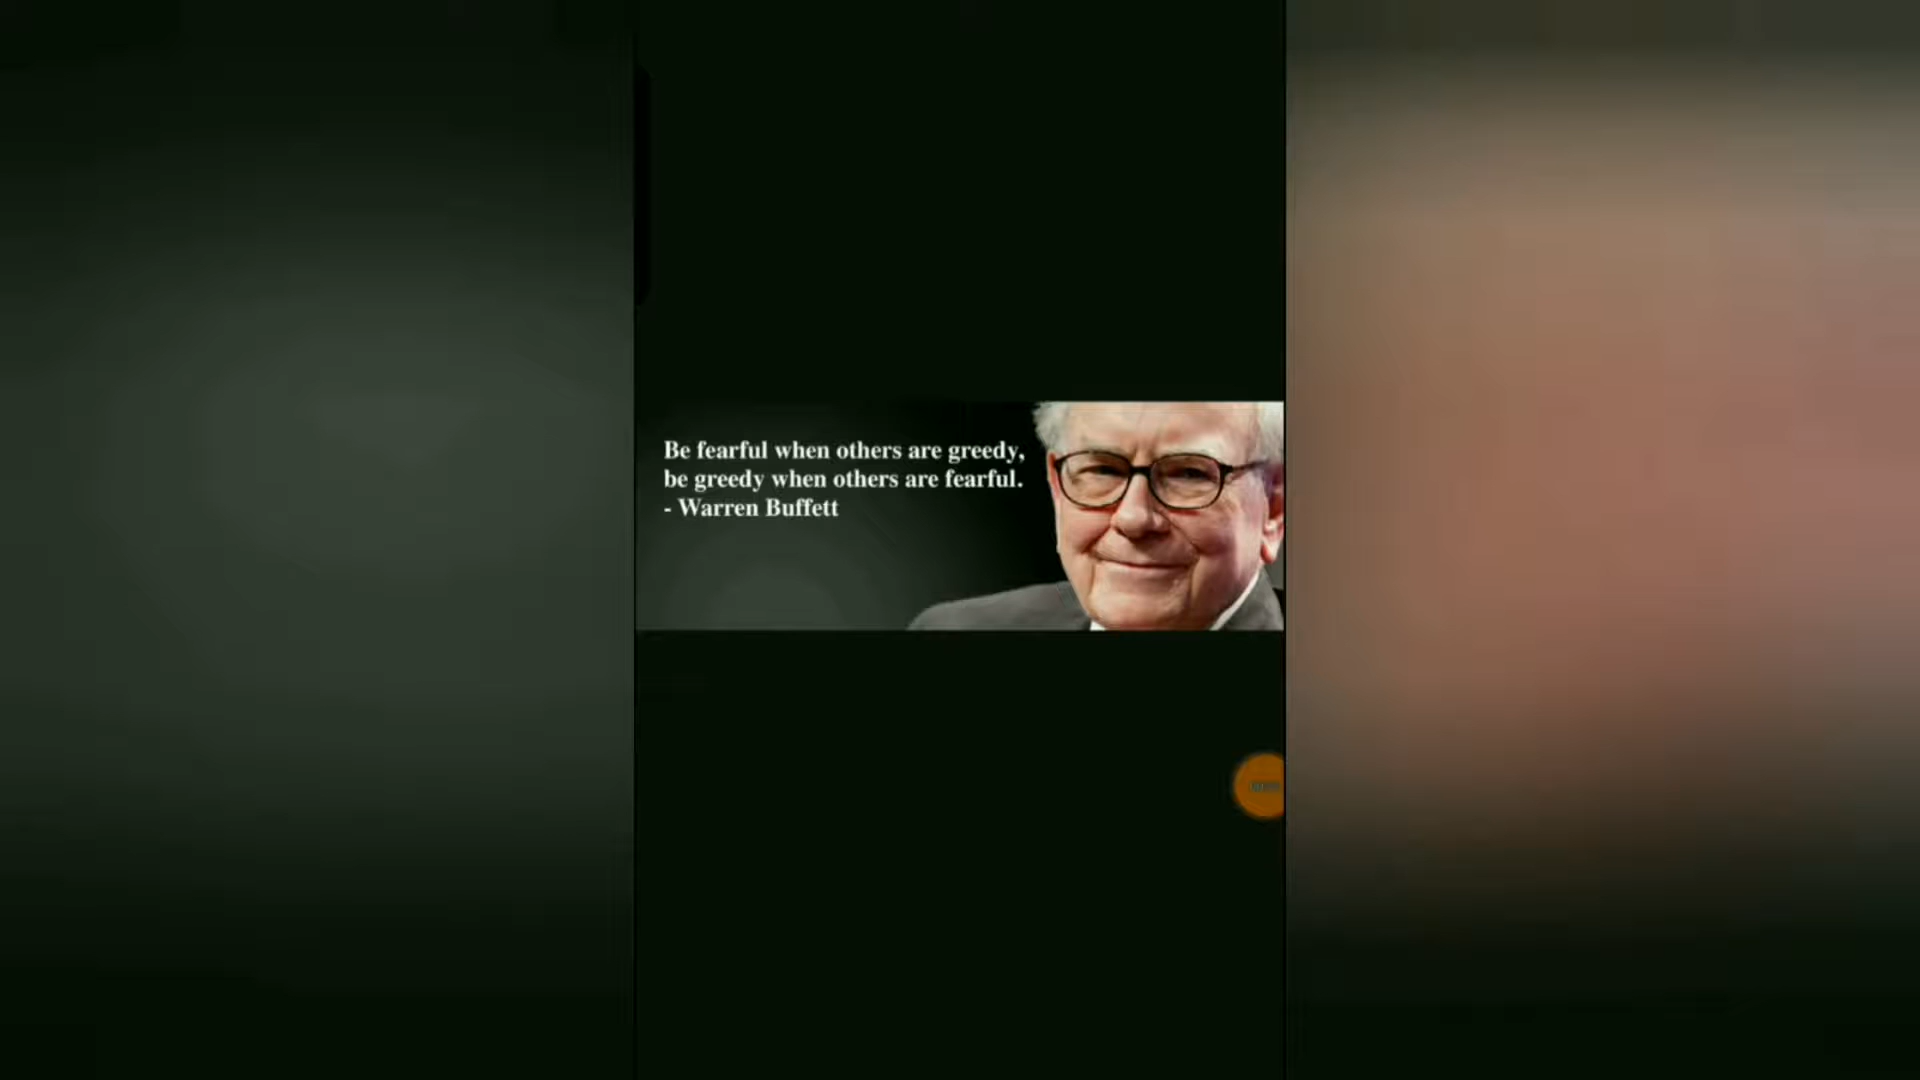 Be fearful when others are greedy,
be greedy when others are fearful.
- Warren Buffett